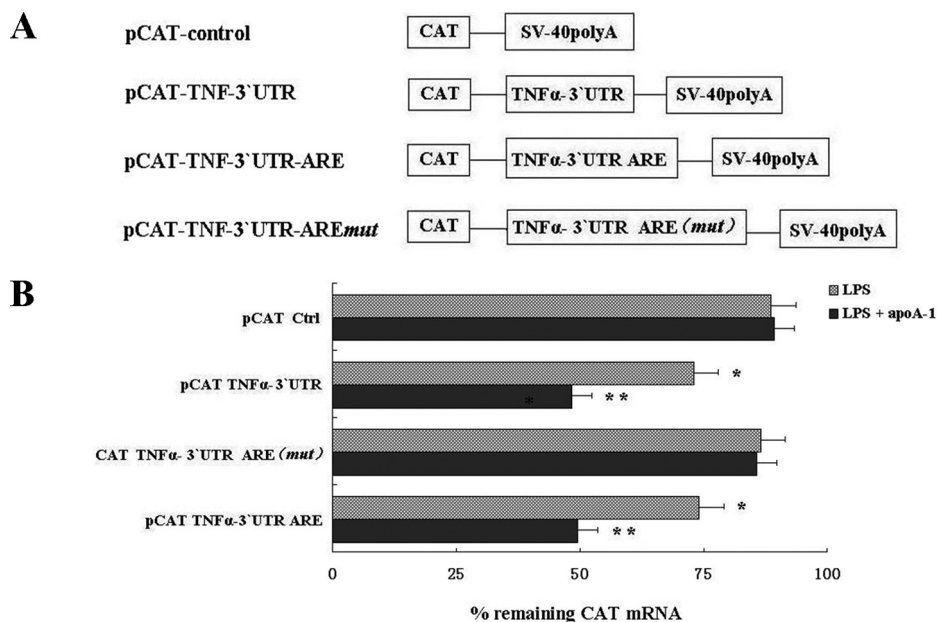 A
pCAT-control CAT SV-40polyA
pCAT-TNF-3`UTR CAT TNFα-3`UTR SV-40polyA
pCAT-TNF-3`UTR-ARE CAT TNFα-3`UTR ARE SV-40polyA
pCAT-TNF-3`UTR-AREmut CAT TNFα- 3`UTR ARE(mut) SV-40polyA
B
LPS
LPS + apoA-1
pCAT Ctrl
*
pCAT TNFα-3`UTR
* **
CAT TNFα- 3`UTR ARE(mut)
*
pCAT TNFα-3`UTR ARE
**
0 25 50 75 100
% remaining CAT mRNA